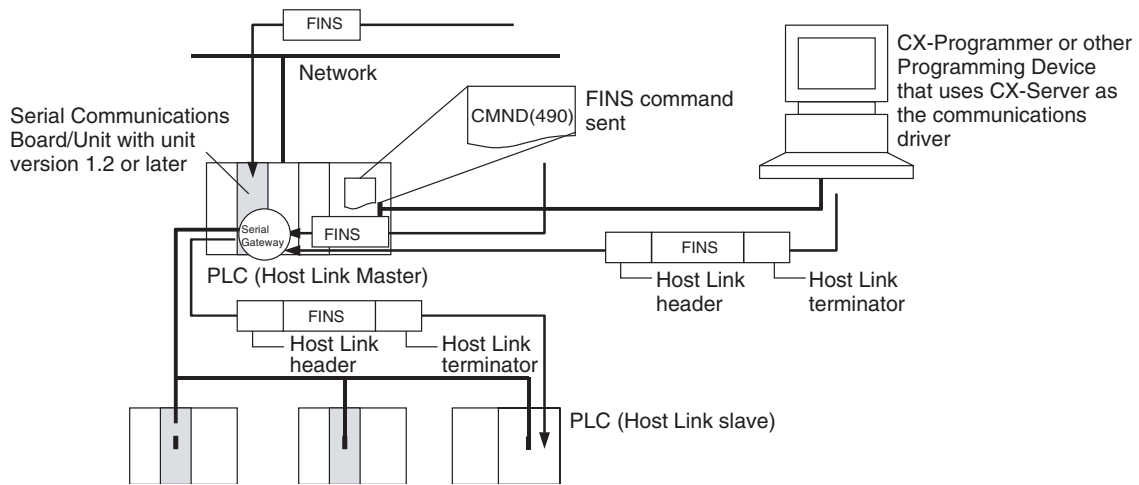 FINS
Network
CX-Programmer or other
Programming Device
that uses CX-Server as
the communications
driver
Serial Communications
Board/Unit with unit
version 1.2 or later
CMND(490)
FINS command
sent
Serial
Gateway
FINS
PLC (Host Link Master)
FINS
Host Link
header
Host Link
terminator
FINS
Host Link
header
Host Link
terminator
PLC (Host Link slave)